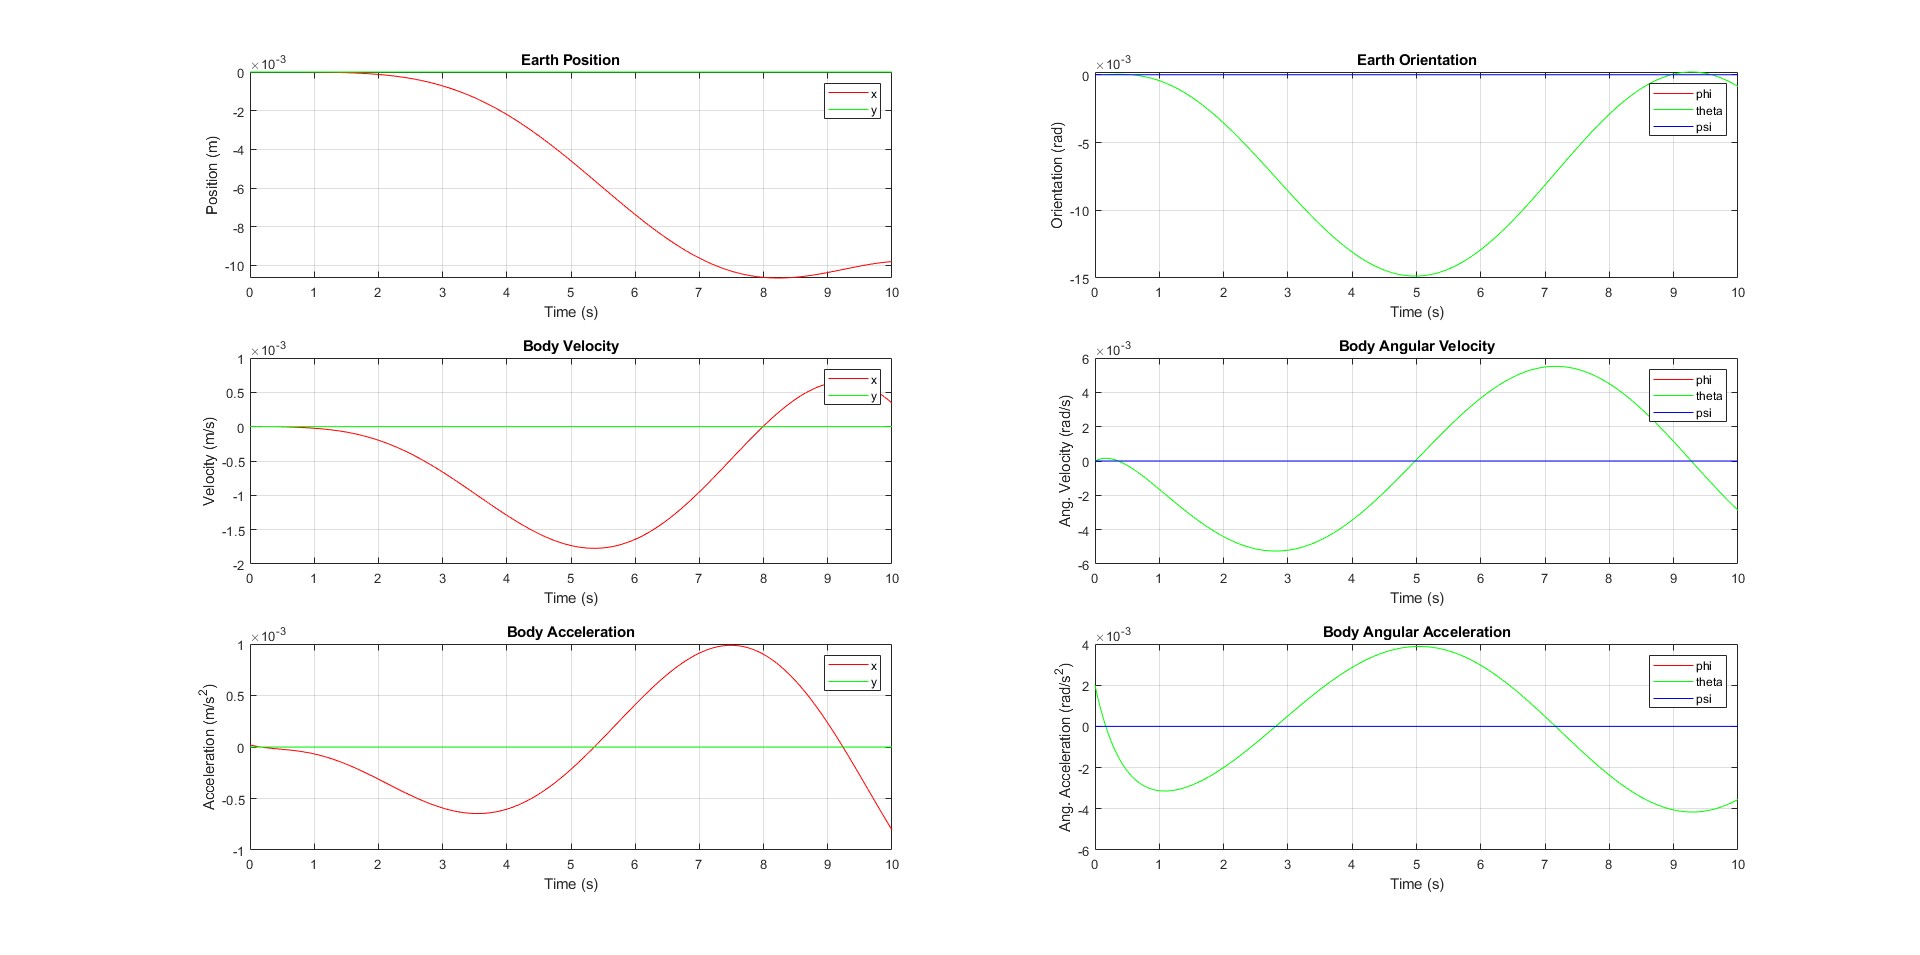 Earth Position
×10-3
0
-2
-4
-6
-8
-10
Position (m)
x
y
0 1 2 3 4 5 6 7 8 9 10
Time (s)
Earth Orientation
×10-3
0
-5
-10
-15
Orientation (rad)
phi
theta
psi
0 1 2 3 4 5 6 7 8 9 10
Time (s)
Body Velocity
×10-3
1
0.5
0
-0.5
-1
-1.5
-2
Velocity (m/s)
x
y
0 1 2 3 4 5 6 7 8 9 10
Time (s)
Body Angular Velocity
×10-3
6
4
2
0
-2
-4
-6
Ang. Velocity (rad/s)
phi
theta
psi
0 1 2 3 4 5 6 7 8 9 10
Time (s)
Body Acceleration
×10-3
1
0.5
0
-0.5
-1
Acceleration (m/s2)
x
y
0 1 2 3 4 5 6 7 8 9 10
Time (s)
Body Angular Acceleration
×10-3
4
2
0
-2
-4
-6
Ang. Acceleration (rad/s2)
phi
theta
psi
0 1 2 3 4 5 6 7 8 9 10
Time (s)